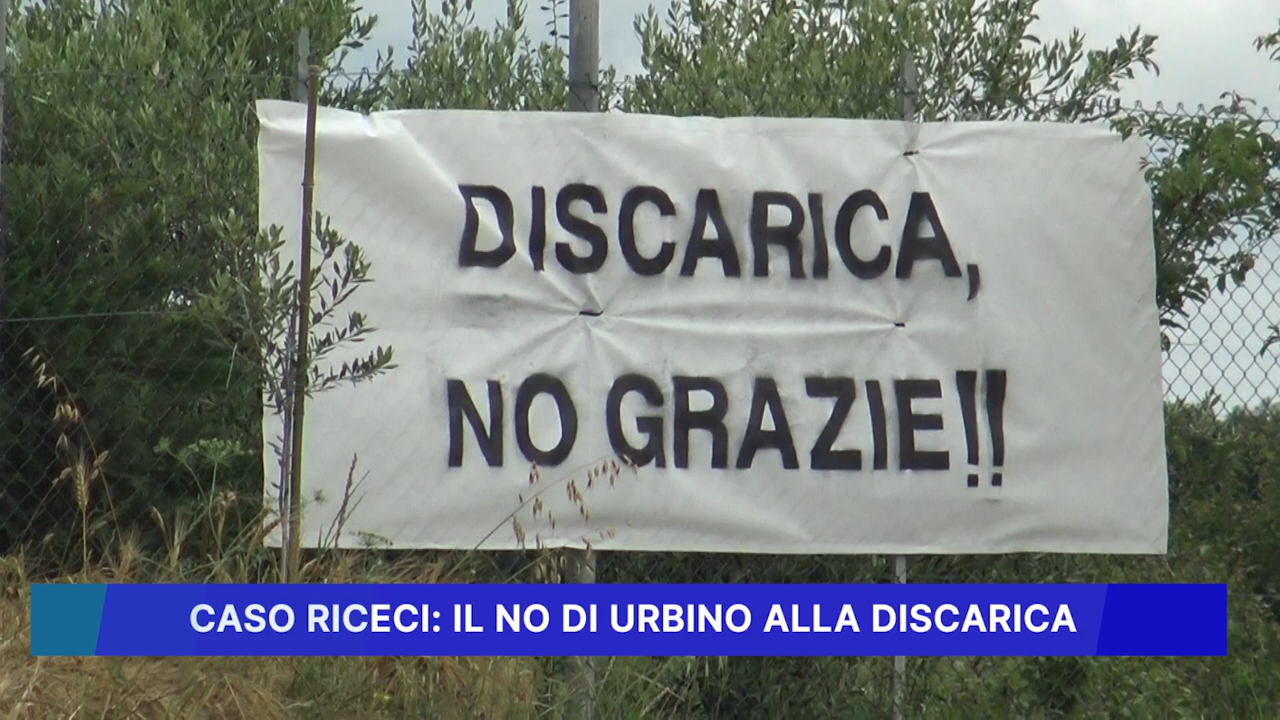 DISCARICA,
NO GRAZIE!!
CASO RICECI: IL NO DI URBINO ALLA DISCARICA